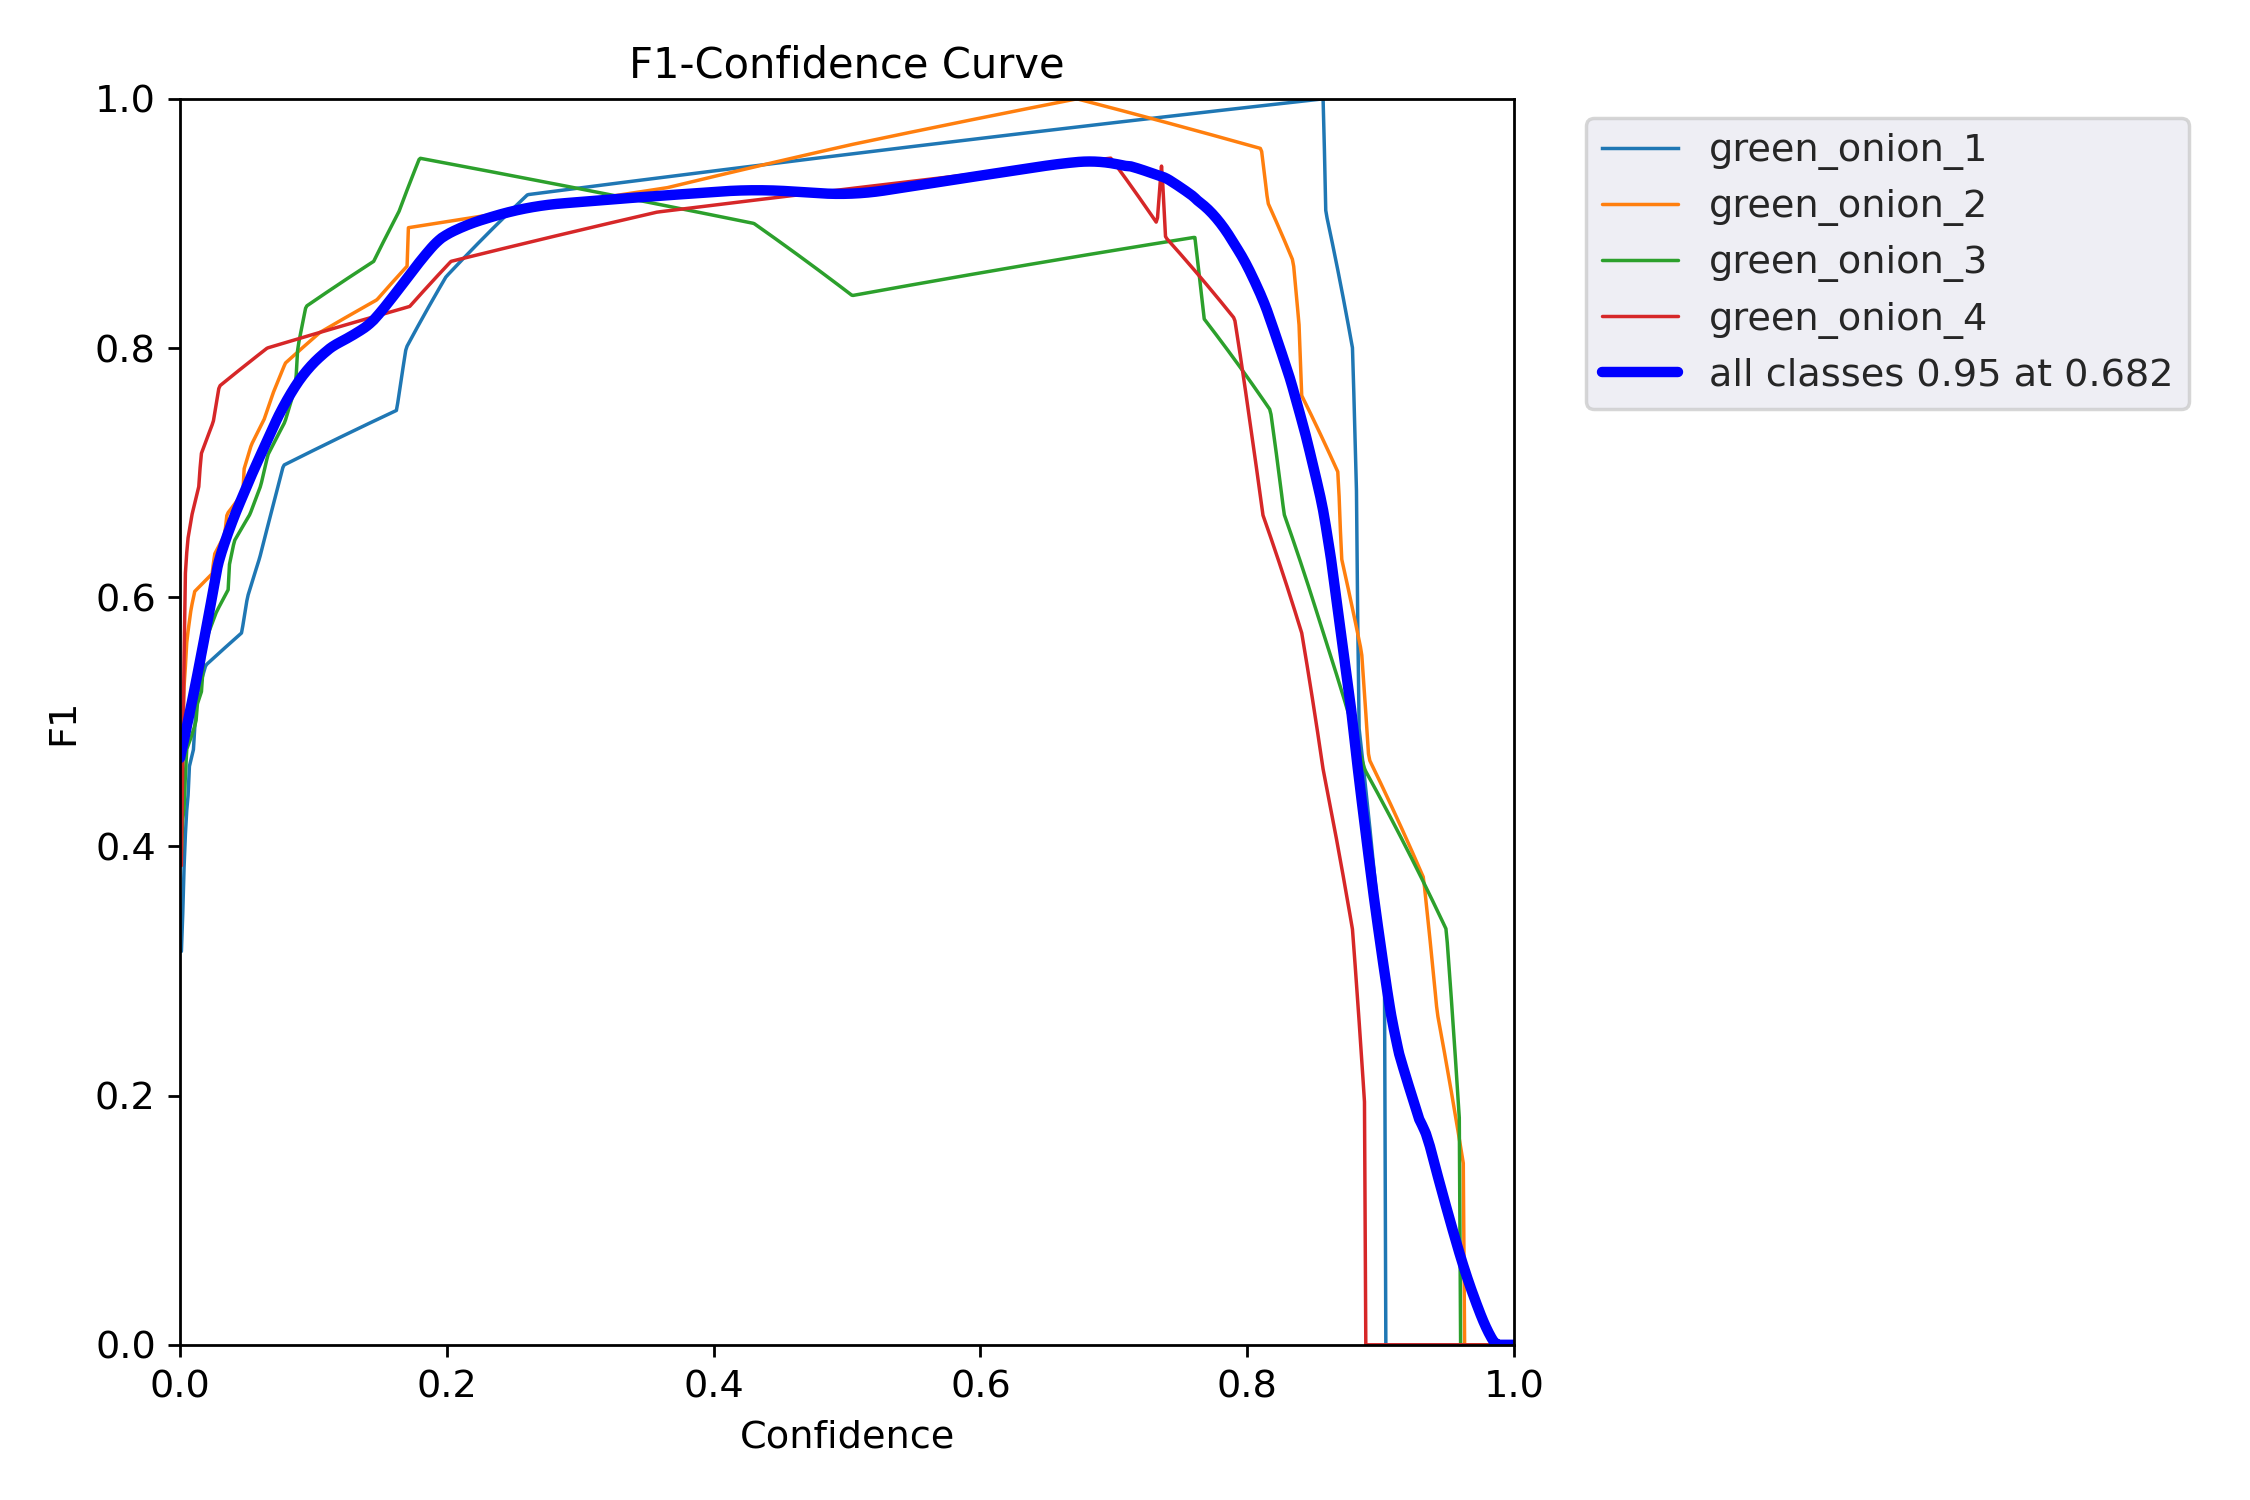 F1-Confidence Curve
1.0
0.8
0.6
0.4
0.2
0.0
F1
0.0 0.2 0.4 0.6 0.8 1.0
Confidence
green_onion_1
green_onion_2
green_onion_3
green_onion_4
all classes 0.95 at 0.682